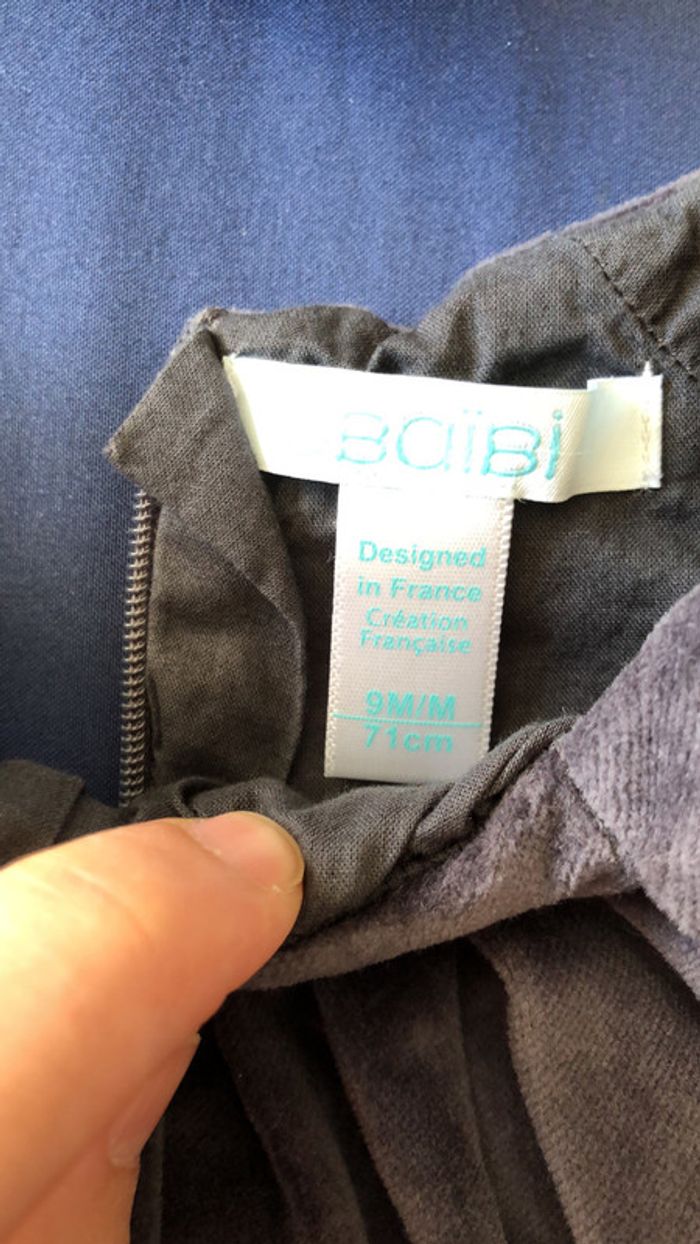 BAÏBI
Designed
in France
Création
Française
9M/M
71cm